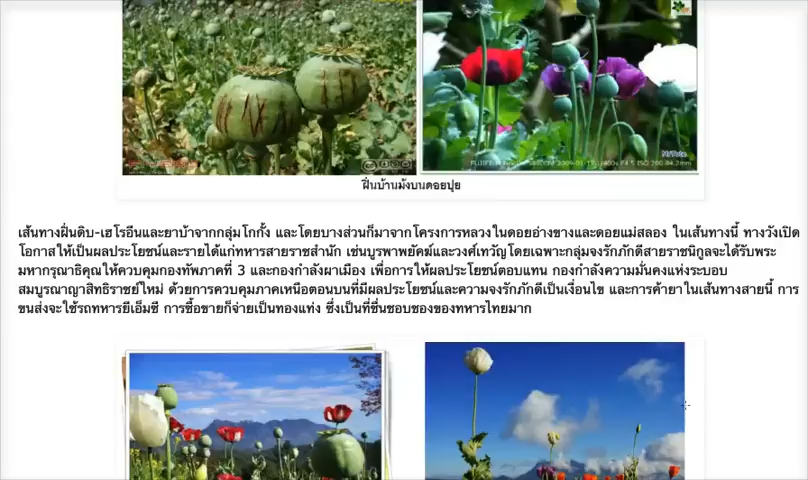 ฝิ่นบ้านม้งบนดอยปุย
เส้นทางฝิ่นดิบ-เฮโรอีนและยาบ้าจากกลุ่มโกกั้ง และโดยบางส่วนก็มาจากโครงการหลวงในดอยอ่างขางและดอยแม่สลอง ในเส้นทางนี้ ทางวังเปิด
โอกาสให้เป็นผลประโยชน์และรายได้แก่ทหารสายราชสำนัก เช่นบูรพาพยัคฆ์และวงศ์เทวัญโดยเฉพาะกลุ่มจงรักภักดีสายราชนิกูลจะได้รับพระ
มหากรุณาธิคุณให้ควบคุมกองทัพภาคที่ 3 และกองกำลังผาเมือง เพื่อการให้ผลประโยชน์ตอบแทน กองกำลังความมั่นคงแห่งระบอบ
สมบูรณาญาสิทธิราชย์ใหม่ ด้วยการควบคุมภาคเหนือตอนบนที่มีผลประโยชน์และความจงรักภักดีเป็นเงื่อนไข และการค้ายาในเส้นทางสายนี้ การ
ขนส่งจะใช้รถทหารยีเอ็มซี การซื้อขายก็จ่ายเป็นทองแท่ง ซึ่งเป็นที่ชื่นชอบชองของทหารไทยมาก